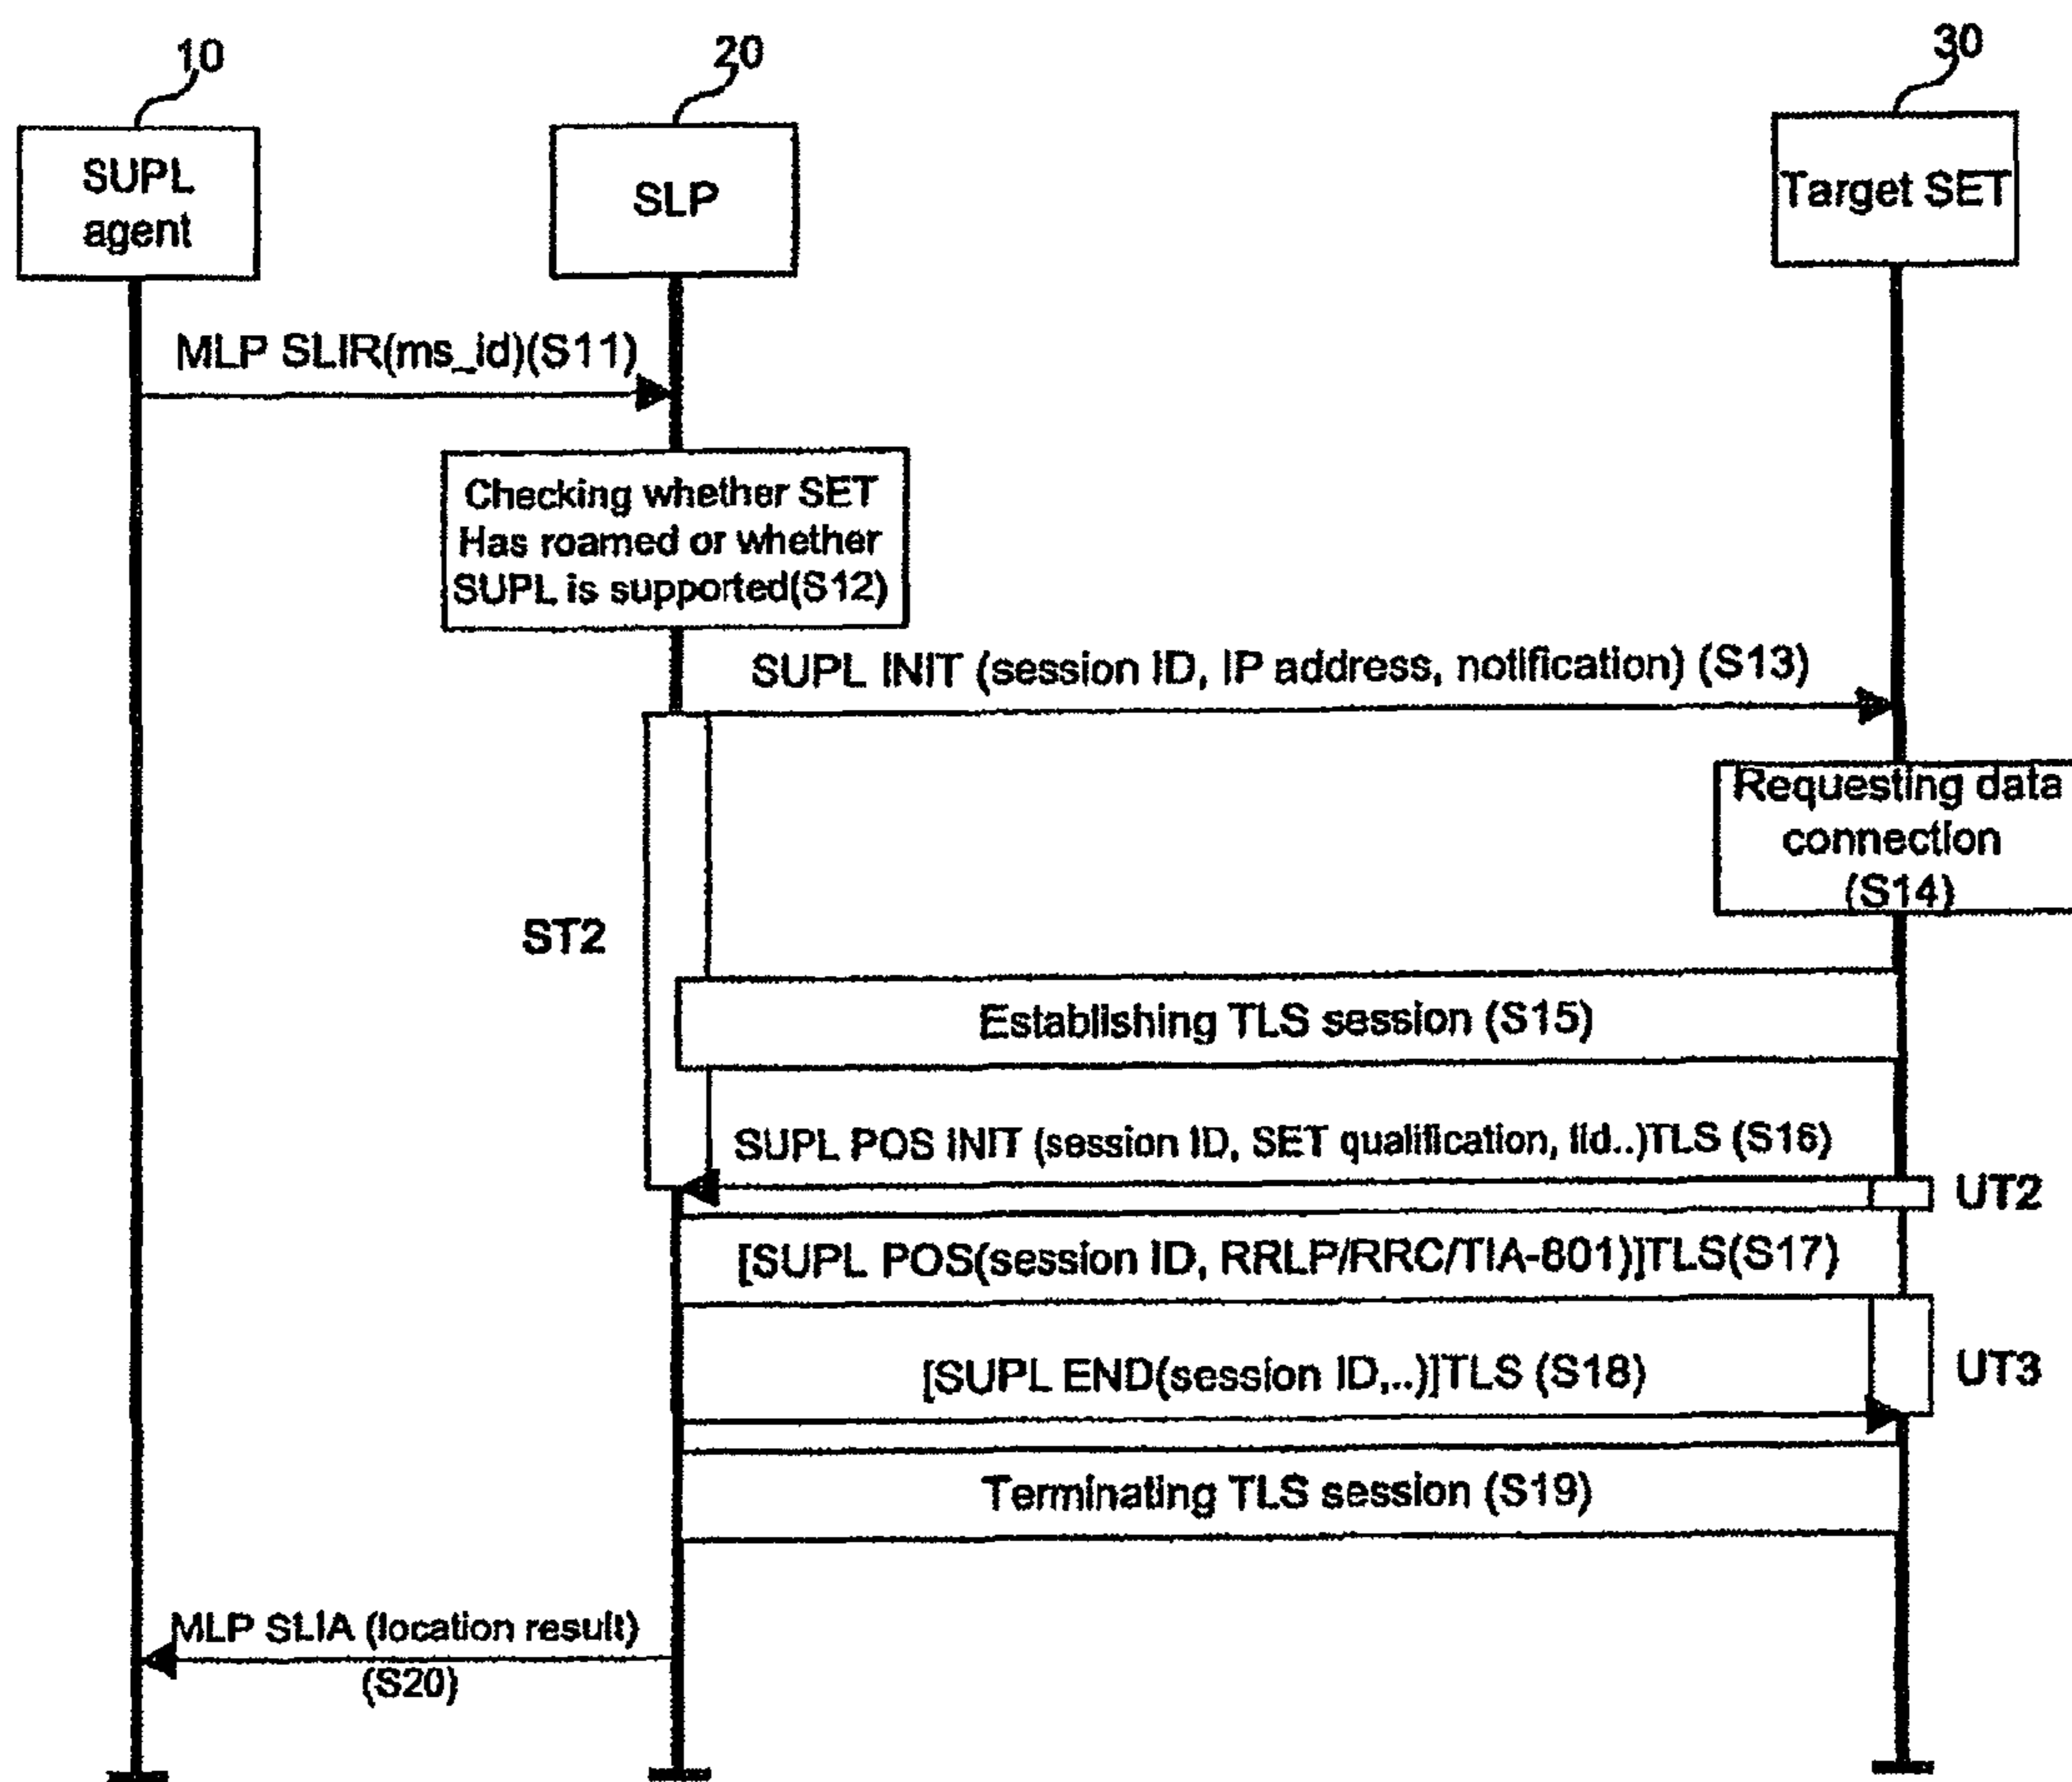 10
20
30
SUPL
agent
SLP
Target SET
MLP SLIR(ms_id)(S11)
Checking whether SET
Has roamed or whether
SUPL is supported(S12)
SUPL INIT (session ID, IP address, notification) (S13)
Requesting data
connection
(S14)
ST2
Establishing TLS session (S15)
SUPL POS INIT (session ID, SET qualification, lid..)TLS (S16)
UT2
[SUPL POS(session ID, RRLP/RRC/TIA-801)]TLS(S17)
UT3
[SUPL END(session ID,..)]TLS (S18)
Terminating TLS session (S19)
MLP SLIA (location result)
(S20)